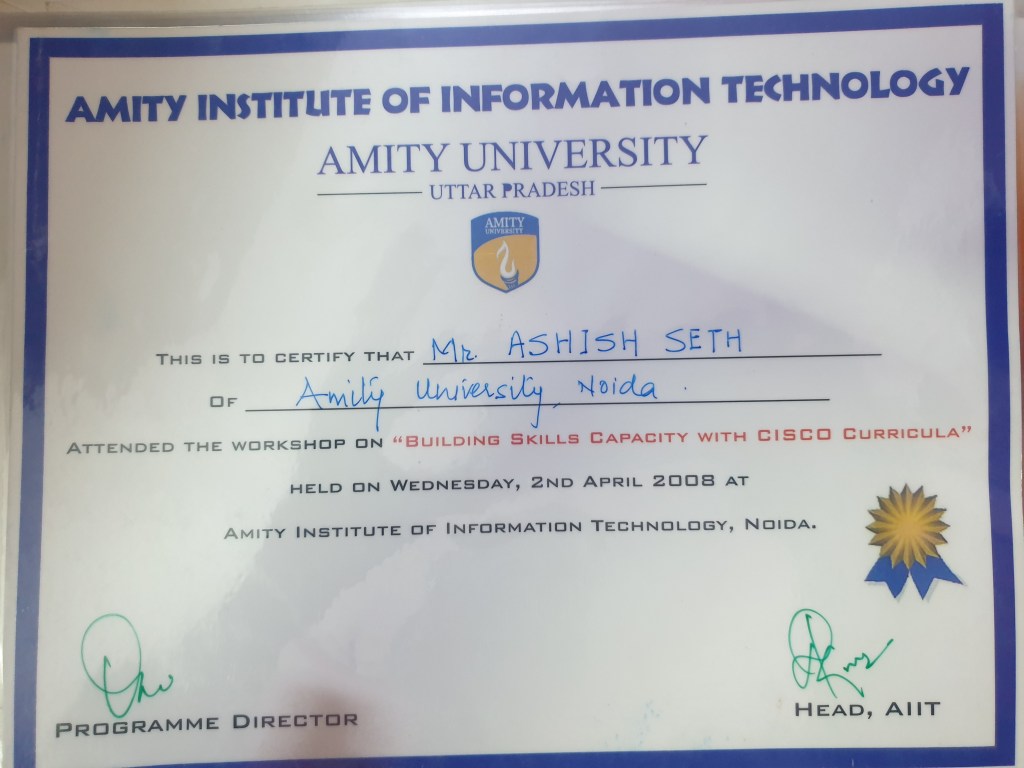 AMITY INSTITUTE OF INFORMATION TECHNOLOGY
AMITY UNIVERSITY
UTTAR PRADESH
AMITY
UNIVERSITY
THIS IS TO CERTIFY THAT Mr. ASHISH SETH
OF Amity University, Noida.
ATTENDED THE WORKSHOP ON “BUILDING SKILLS CAPACITY WITH CISCO CURRICULA”
HELD ON WEDNESDAY, 2ND APRIL 2008 AT
AMITY INSTITUTE OF INFORMATION TECHNOLOGY, NOIDA.
PROGRAMME DIRECTOR
HEAD, AIIT